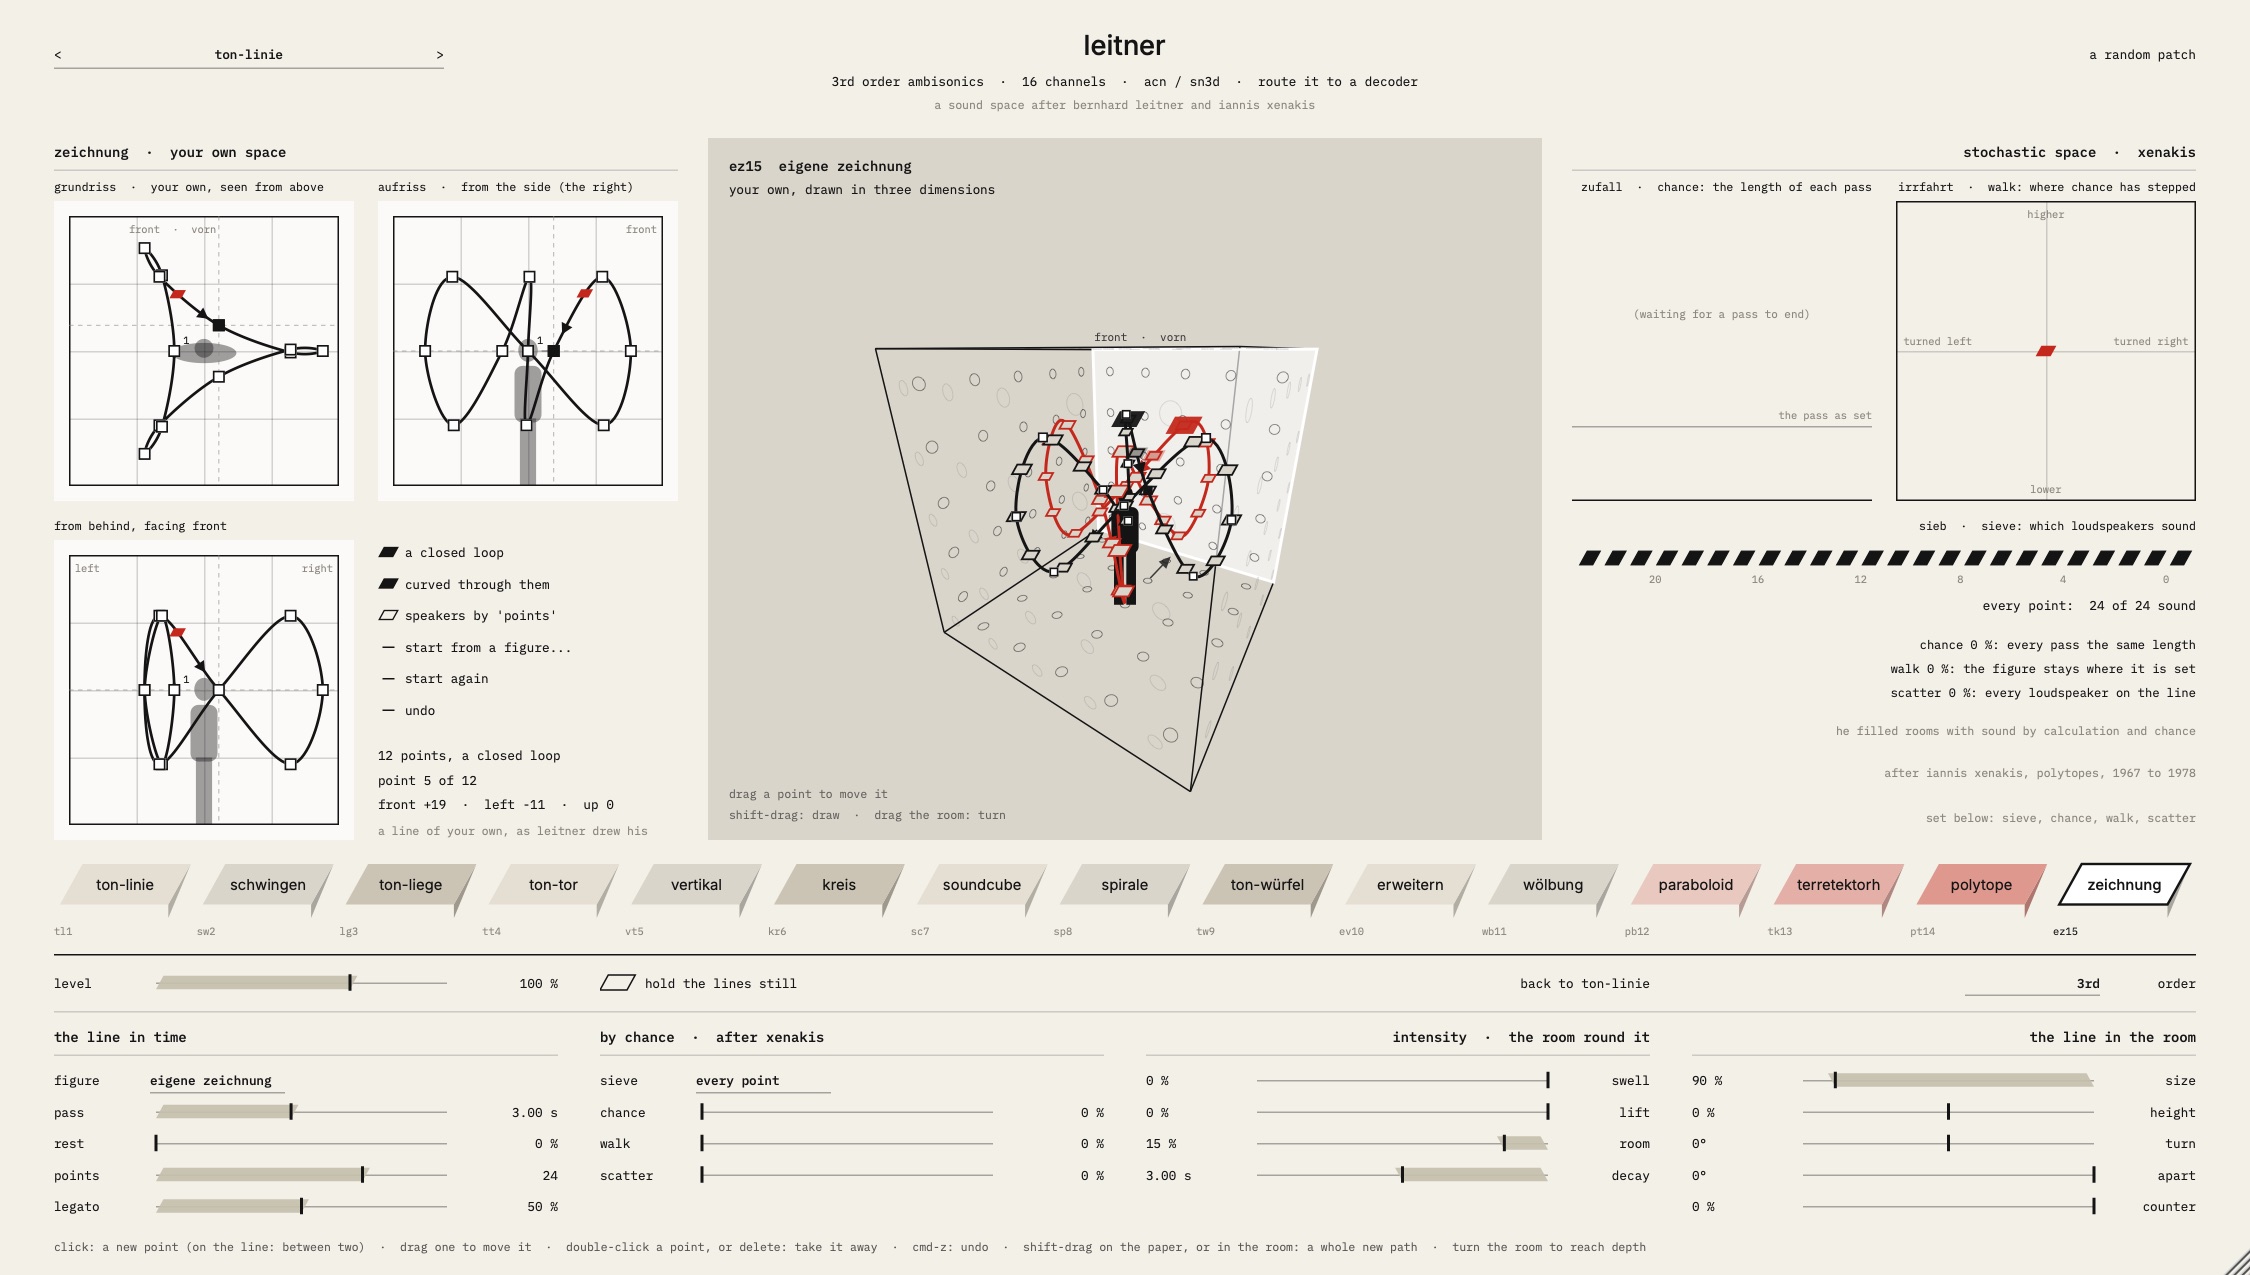 < ton-linie >
leitner
a random patch
3rd order ambisonics · 16 channels · acn / sn3d · route it to a decoder
a sound space after bernhard leitner and iannis xenakis
zeichnung · your own space
grundriss · your own, seen from above
aufriss · from the side (the right)
front · vorn
1
front
1
from behind, facing front
left
right
1
a closed loop
curved through them
speakers by 'points'
start from a figure...
start again
undo
12 points, a closed loop
point 5 of 12
front +19 · left -11 · up 0
a line of your own, as leitner drew his
ez15 eigene zeichnung
your own, drawn in three dimensions
front · vorn
drag a point to move it
shift-drag: draw · drag the room: turn
stochastic space · xenakis
zufall · chance: the length of each pass
irrfahrt · walk: where chance has stepped
(waiting for a pass to end)
the pass as set
higher
turned left
turned right
lower
sieb · sieve: which loudspeakers sound
20 16 12 8 4 0
every point: 24 of 24 sound
chance 0 %: every pass the same length
walk 0 %: the figure stays where it is set
scatter 0 %: every loudspeaker on the line
he filled rooms with sound by calculation and chance
after iannis xenakis, polytopes, 1967 to 1978
set below: sieve, chance, walk, scatter
ton-linie schwingen ton-liege ton-tor vertikal kreis soundcube spirale ton-würfel erweitern wölbung paraboloid terretektorh polytope zeichnung
tl1 sw2 lg3 tt4 vt5 kr6 sc7 sp8 tw9 ev10 wb11 pb12 tk13 pt14 ez15
level 100 %
hold the lines still
back to ton-linie
3rd order
the line in time
figure eigene zeichnung
pass 3.00 s
rest 0 %
points 24
legato 50 %
by chance · after xenakis
sieve every point
chance 0 %
walk 0 %
scatter 0 %
intensity · the room round it
0 % swell
0 % lift
15 % room
3.00 s decay
the line in the room
90 % size
0 % height
0° turn
0° apart
0 % counter
click: a new point (on the line: between two) · drag one to move it · double-click a point, or delete: take it away · cmd-z: undo · shift-drag on the paper, or in the room: a whole new path · turn the room to reach depth